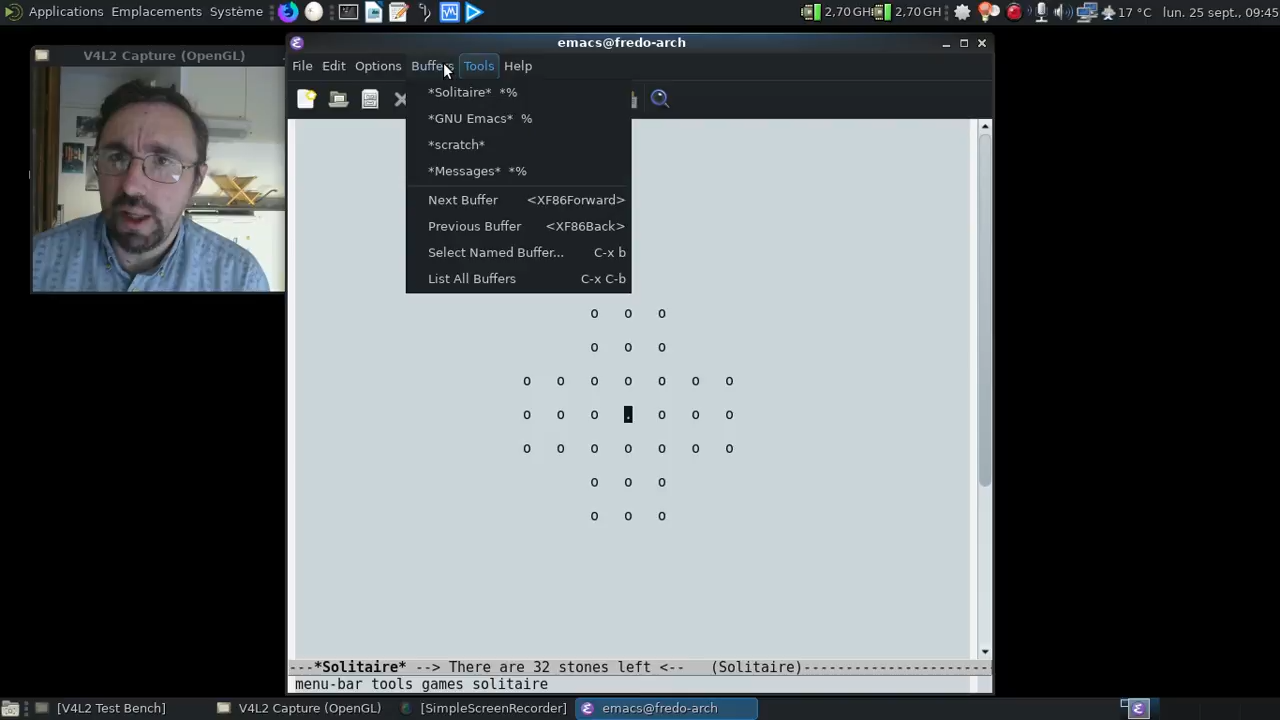 Applications Emplacements Système 2,70 GH 2,70 GH 17 °C lun. 25 sept., 09:45
V4L2 Capture (OpenGL)
emacs@fredo-arch
File Edit Options Buffers Tools Help
*Solitaire* *%
*GNU Emacs* %
*scratch*
*Messages* *%
Next Buffer <XF86Forward>
Previous Buffer <XF86Back>
Select Named Buffer... C-x b
List All Buffers C-x C-b
o o o
o o o
o o o o o o o
o o o . o o o
o o o o o o o
o o o
o o o
---*Solitaire* --> There are 32 stones left <-- (Solitaire)----------------------
menu-bar tools games solitaire
[V4L2 Test Bench] V4L2 Capture (OpenGL) [SimpleScreenRecorder] emacs@fredo-arch